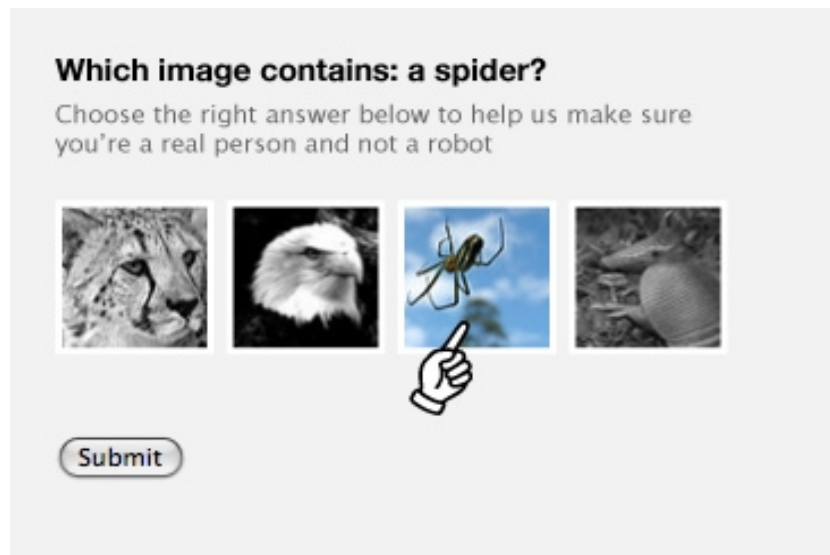 Which image contains: a spider?
Choose the right answer below to help us make sure
you're a real person and not a robot
Submit